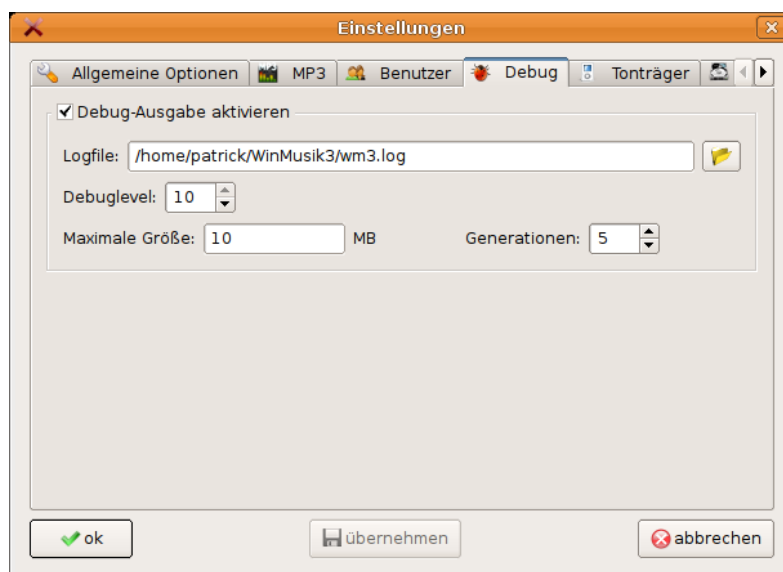 Einstellungen
Allgemeine Optionen MP3 Benutzer Debug Tonträger
Debug-Ausgabe aktivieren
Logfile: /home/patrick/WinMusik3/wm3.log
Debuglevel: 10
Maximale Größe: 10 MB Generationen: 5
ok übernehmen abbrechen